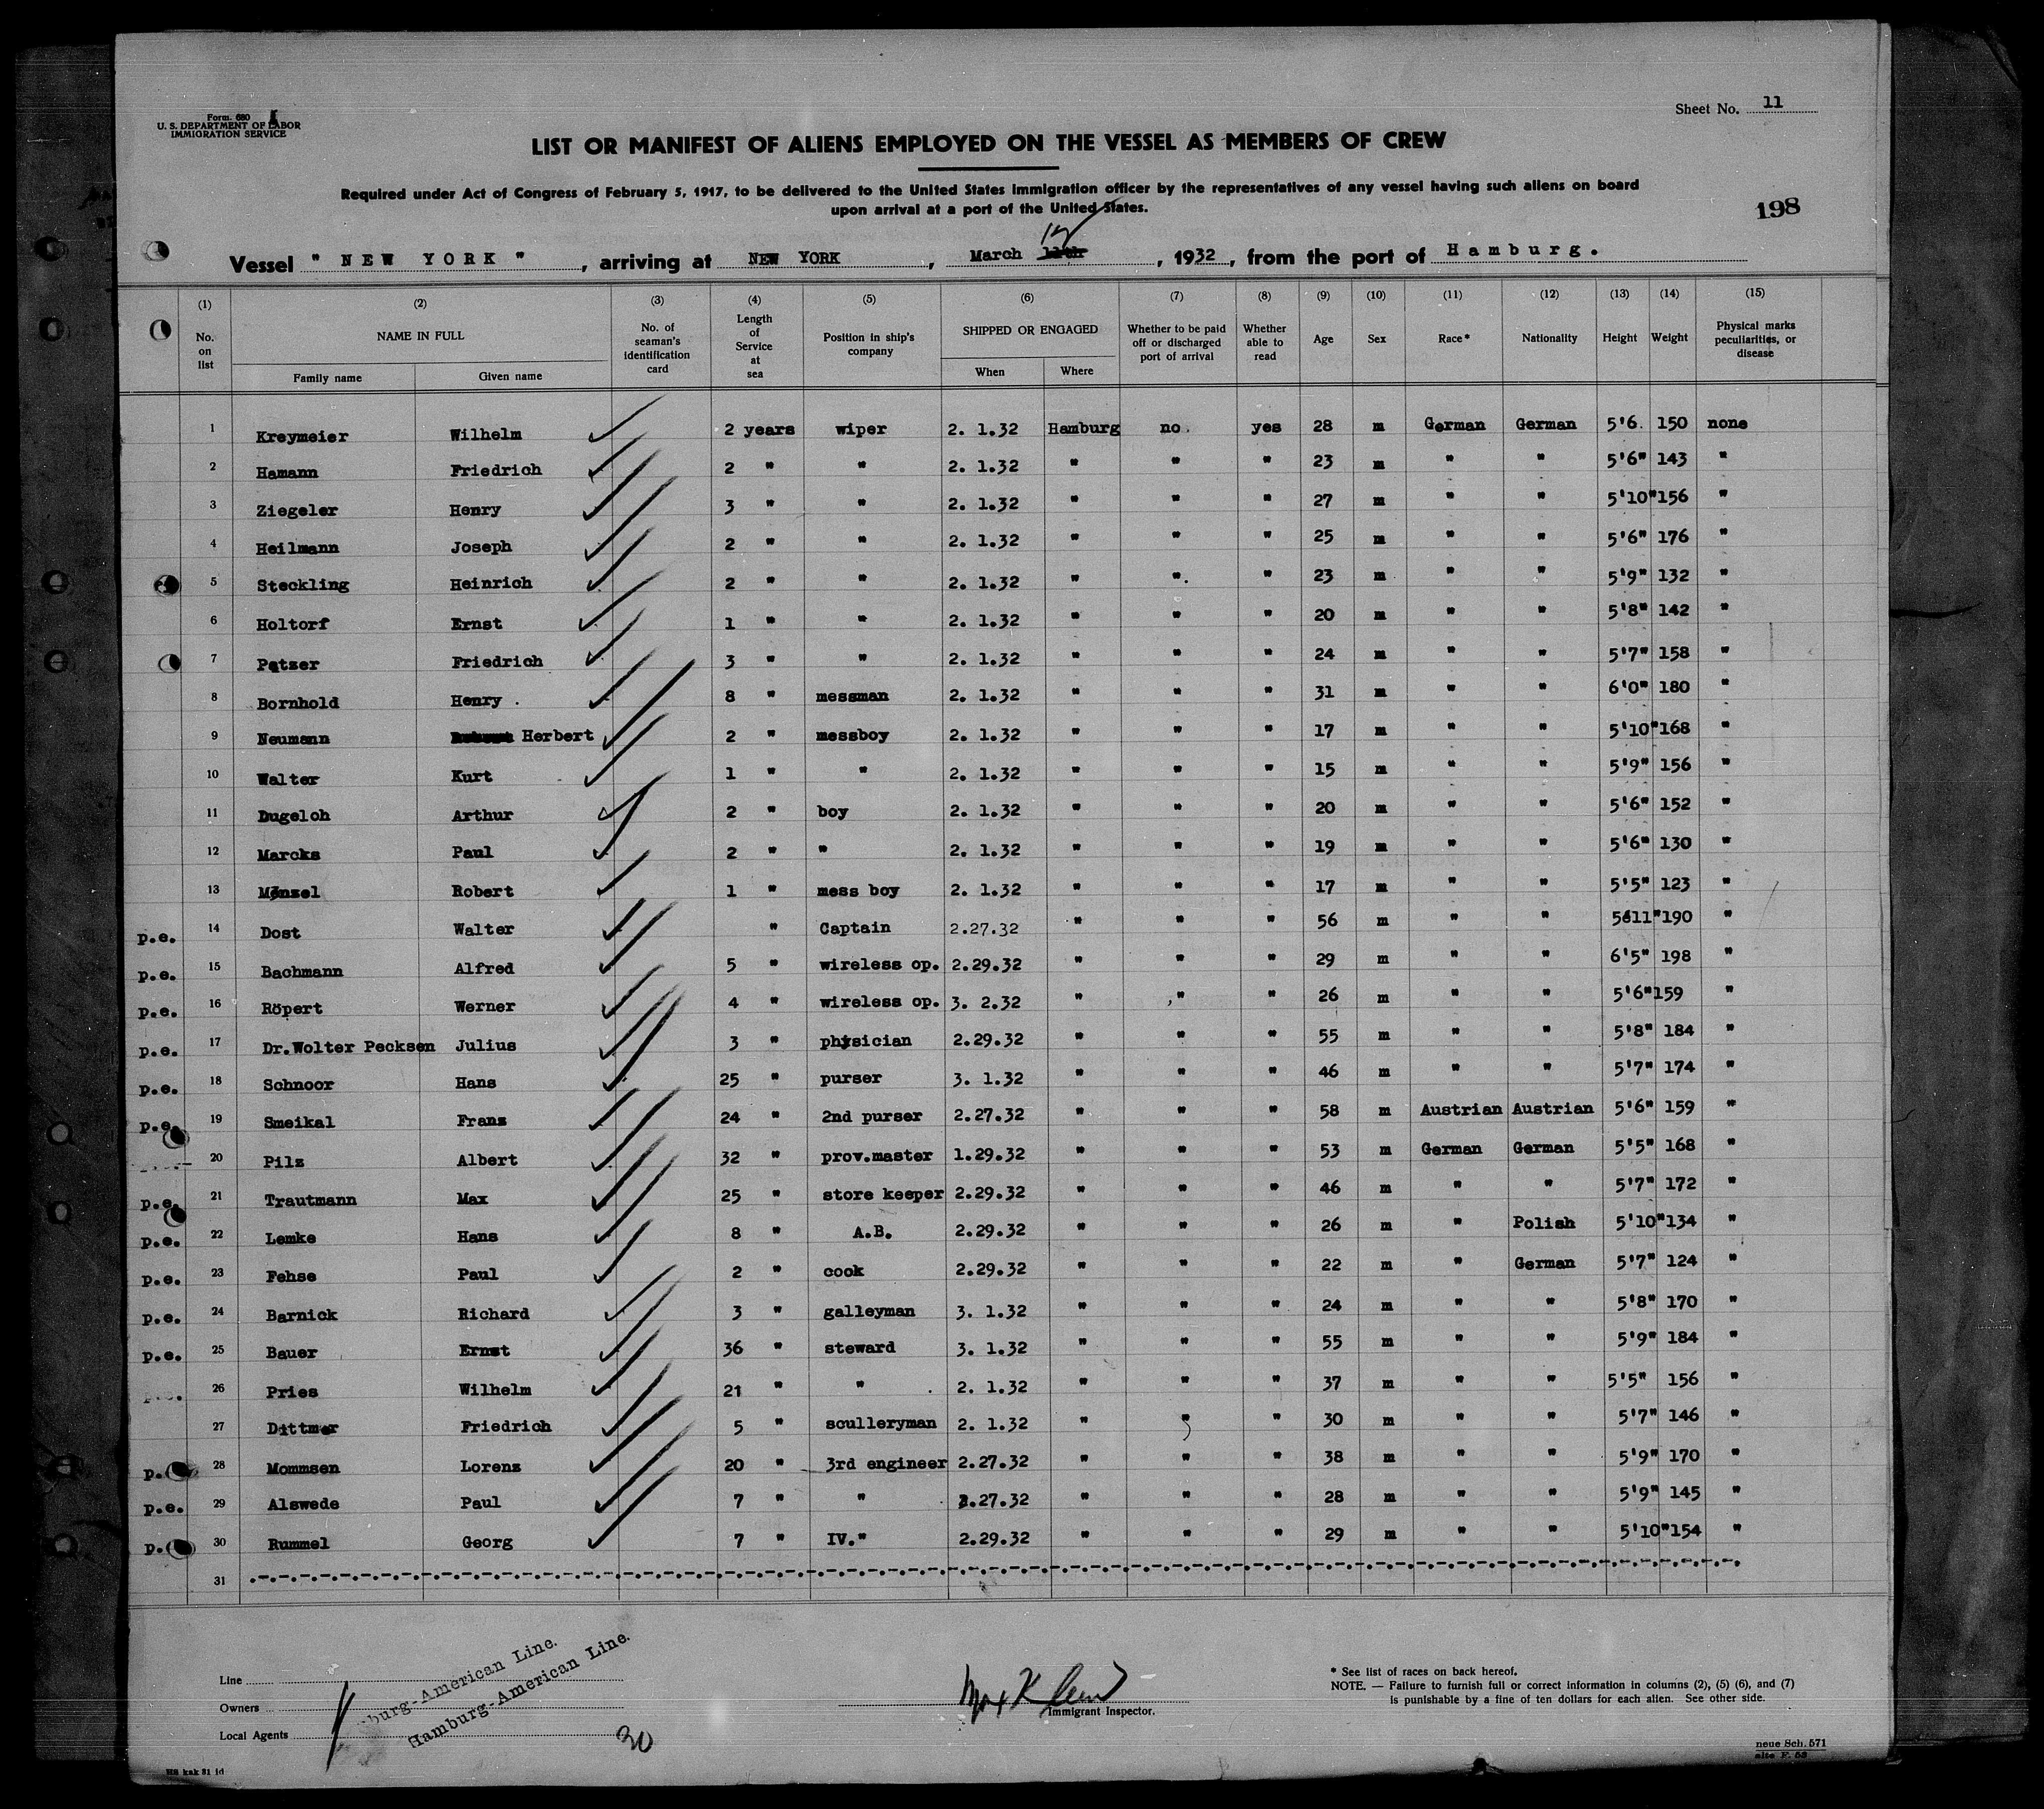 Form. 680
U. S. DEPARTMENT OF LABOR
IMMIGRATION SERVICE
Sheet No. 11
LIST OR MANIFEST OF ALIENS EMPLOYED ON THE VESSEL AS MEMBERS OF CREW
Required under Act of Congress of February 5, 1917, to be delivered to the United States immigration officer by the representatives of any vessel having such aliens on board
upon arrival at a port of the United States.
198
Vessel " NEW YORK ", arriving at NEW YORK, March 11th 12, 1932, from the port of Hamburg.
(1) (2) (3) (4) (5) (6) (7) (8) (9) (10) (11) (12) (13) (14) (15)
No. on list NAME IN FULL Family name Given name No. of seaman's identification card Length of Service at sea Position in ship's company SHIPPED OR ENGAGED When Where Whether to be paid off or discharged port of arrival Whether able to read Age Sex Race* Nationality Height Weight Physical marks peculiarities, or disease
1 Kreymeier Wilhelm 2 years wiper 2. 1.32 Hamburg no. yes 28 m German German 5'6. 150 none
2 Hamann Friedrich 2 " " 2. 1.32 " " " 23 m " " 5'6" 143 "
3 Ziegeler Henry 3 " " 2. 1.32 " " " 27 m " " 5'10" 156 "
4 Heilmann Joseph 2 " " 2. 1.32 " " " 25 m " " 5'6" 176 "
5 Steckling Heinrich 2 " " 2. 1.32 " " " 23 m " " 5'9" 132 "
6 Holtorf Ernst 1 " " 2. 1.32 " " " 20 m " " 5'8" 142 "
7 Patzer Friedrich 3 " " 2. 1.32 " " " 24 m " " 5'7" 158 "
8 Bornhold Henry 8 " messman 2. 1.32 " " " 31 m " " 6'0" 180 "
9 Neumann Herbert 2 " messboy 2. 1.32 " " " 17 m " " 5'10" 168 "
10 Walter Kurt 1 " " 2. 1.32 " " " 15 m " " 5'9" 156 "
11 Dugeloh Arthur 2 " boy 2. 1.32 " " " 20 m " " 5'6" 152 "
12 Marcks Paul 2 " " 2. 1.32 " " " 19 m " " 5'6" 130 "
13 Menzel Robert 1 " mess boy 2. 1.32 " " " 17 m " " 5'5" 123 "
p.e. 14 Dost Walter " Captain 2.27.32 " " " 56 m " " 5'11" 190 "
p.e. 15 Bachmann Alfred 5 " wireless op. 2.29.32 " " " 29 m " " 6'5" 198 "
p.e. 16 Röpert Werner 4 " wireless op. 3. 2.32 " " " 26 m " " 5'6" 159 "
p.e. 17 Dr.Wolter Pecksen Julius 3 " physician 2.29.32 " " " 55 m " " 5'8" 184 "
p.e. 18 Schnoor Hans 25 " purser 3. 1.32 " " " 46 m " " 5'7" 174 "
p.e. 19 Smeikal Franz 24 " 2nd purser 2.27.32 " " " 58 m Austrian Austrian 5'6" 159 "
20 Pilz Albert 32 " prov.master 1.29.32 " " " 53 m German German 5'5" 168 "
p.e. 21 Trautmann Max 25 " store keeper 2.29.32 " " " 46 m " " 5'7" 172 "
p.e. 22 Lemke Hans 8 " A.B. 2.29.32 " " " 26 m " Polish 5'10" 134 "
p.e. 23 Fehse Paul 2 " cook 2.29.32 " " " 22 m " German 5'7" 124 "
p.e. 24 Barnick Richard 3 " galleyman 3. 1.32 " " " 24 m " " 5'8" 170 "
p.e. 25 Bauer Ernst 36 " steward 3. 1.32 " " " 55 m " " 5'9" 184 "
26 Pries Wilhelm 21 " " 2. 1.32 " " " 37 m " " 5'5" 156 "
27 Dittmer Friedrich 5 " sculleryman 2. 1.32 " " " 30 m " " 5'7" 146 "
p. 28 Mommsen Lorenz 20 " 3rd engineer 2.27.32 " " " 38 m " " 5'9" 170 "
p.e. 29 Alswede Paul 7 " " 2.27.32 " " " 28 m " " 5'9" 145 "
p. 30 Rummel Georg 7 " IV." 2.29.32 " " " 29 m " " 5'10" 154 "
31
Line
Owners
Local Agents
burg-American Line.
Hamburg-American Line.
30
Immigrant Inspector.
* See list of races on back hereof.
NOTE. — Failure to furnish full or correct information in columns (2), (5) (6), and (7)
is punishable by a fine of ten dollars for each alien. See other side.
neue Sch. 571
alte F. 53